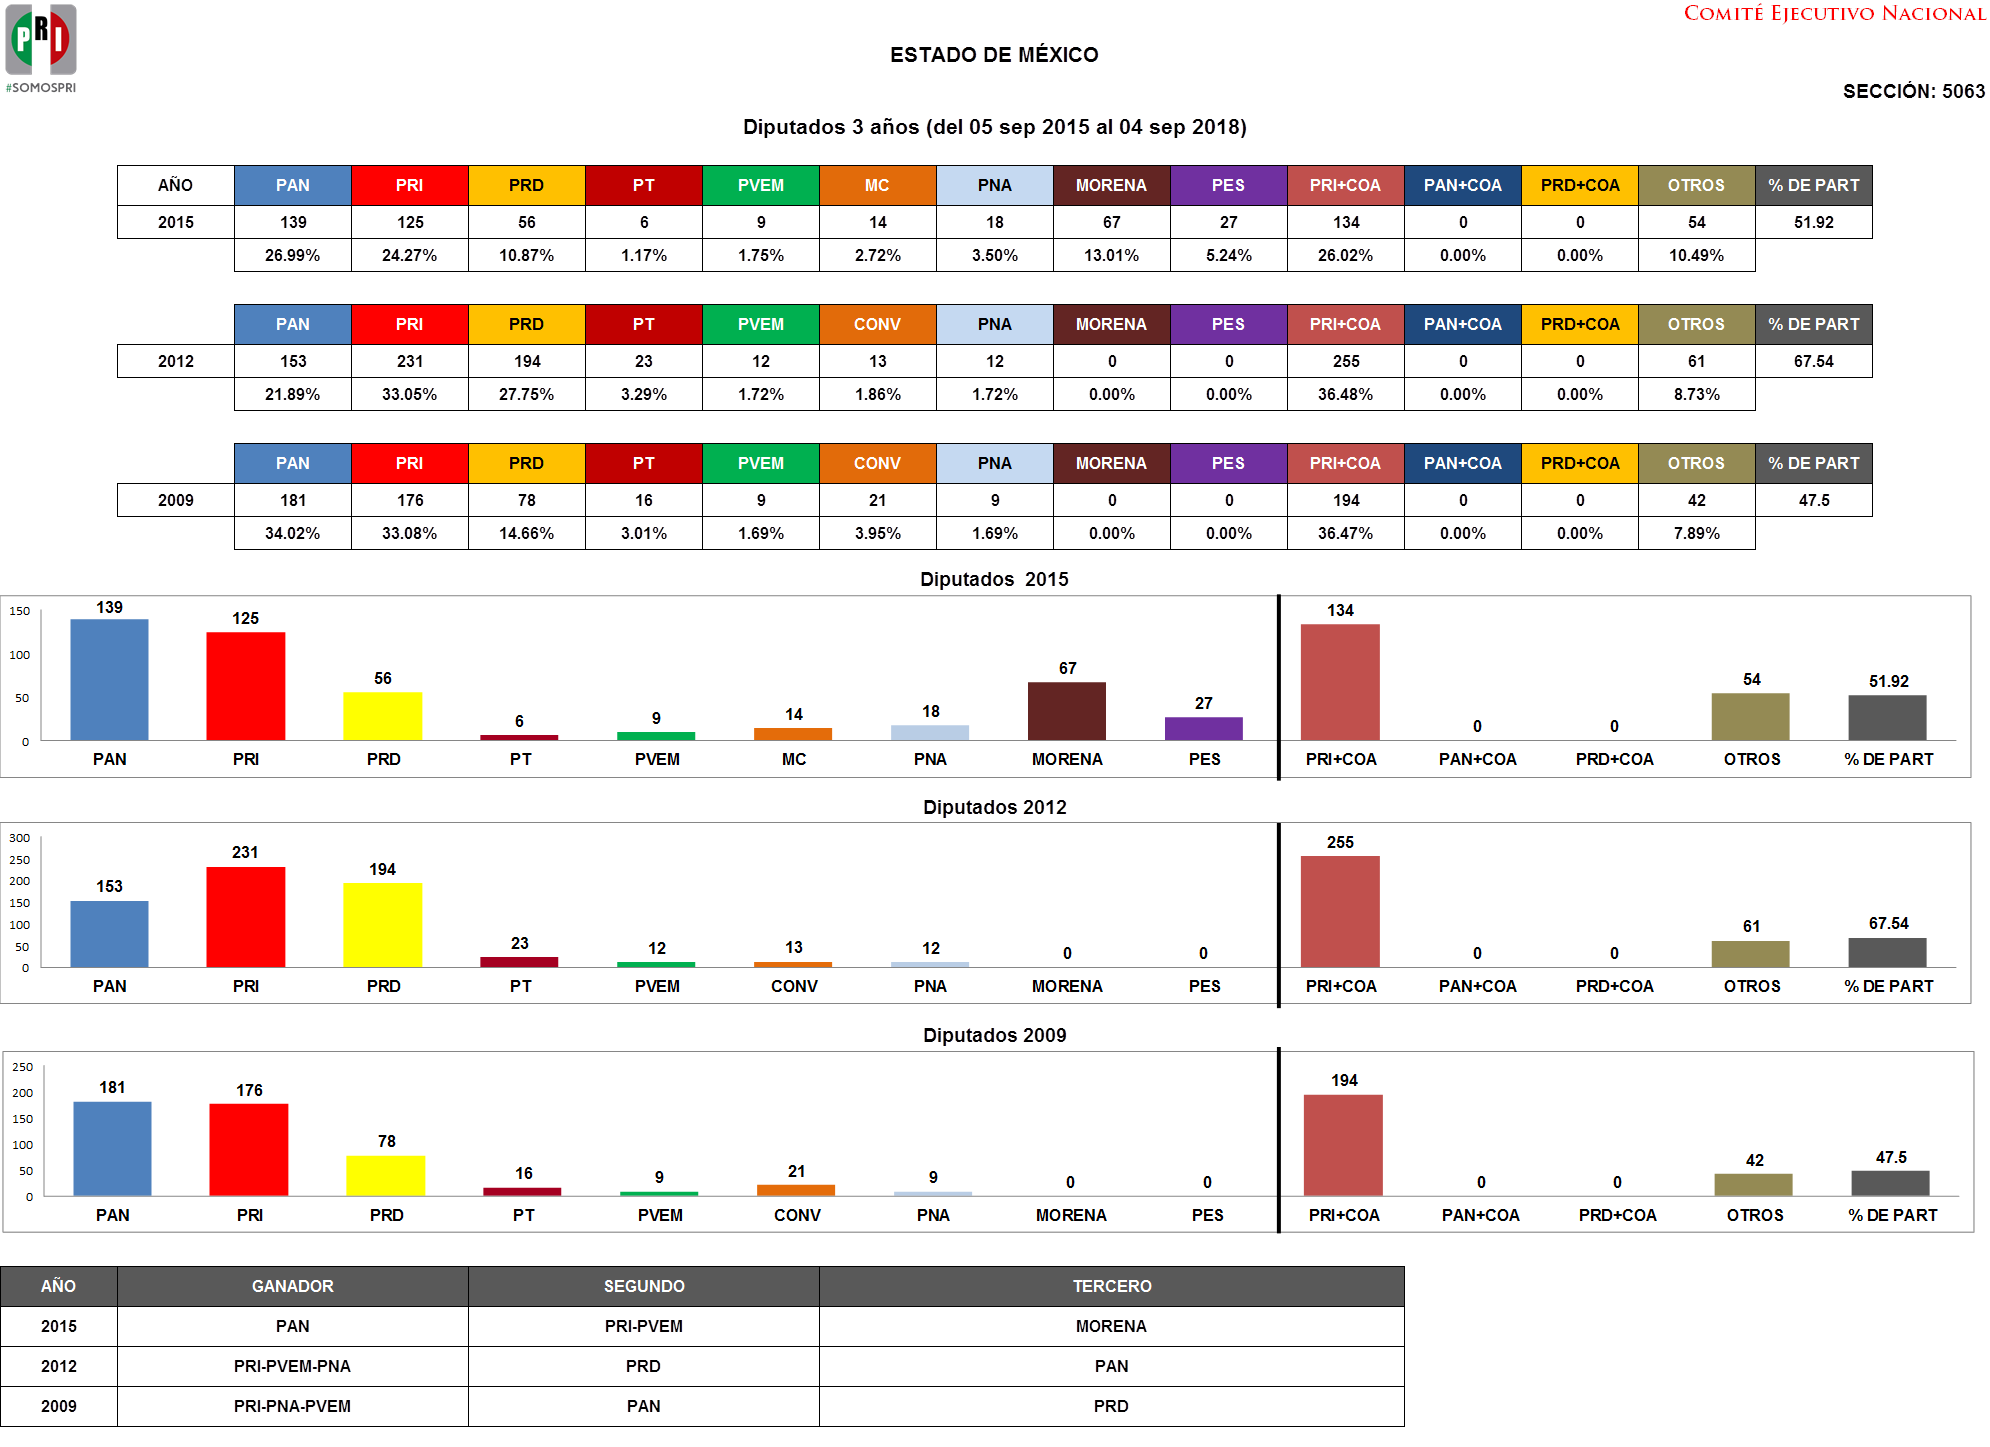 PRI
#SOMOSPRI
COMITÉ EJECUTIVO NACIONAL
ESTADO DE MÉXICO
SECCIÓN: 5063
Diputados 3 años (del 05 sep 2015 al 04 sep 2018)
AÑO PAN PRI PRD PT PVEM MC PNA MORENA PES PRI+COA PAN+COA PRD+COA OTROS % DE PART
2015 139 125 56 6 9 14 18 67 27 134 0 0 54 51.92
26.99% 24.27% 10.87% 1.17% 1.75% 2.72% 3.50% 13.01% 5.24% 26.02% 0.00% 0.00% 10.49%
PAN PRI PRD PT PVEM CONV PNA MORENA PES PRI+COA PAN+COA PRD+COA OTROS % DE PART
2012 153 231 194 23 12 13 12 0 0 255 0 0 61 67.54
21.89% 33.05% 27.75% 3.29% 1.72% 1.86% 1.72% 0.00% 0.00% 36.48% 0.00% 0.00% 8.73%
PAN PRI PRD PT PVEM CONV PNA MORENA PES PRI+COA PAN+COA PRD+COA OTROS % DE PART
2009 181 176 78 16 9 21 9 0 0 194 0 0 42 47.5
34.02% 33.08% 14.66% 3.01% 1.69% 3.95% 1.69% 0.00% 0.00% 36.47% 0.00% 0.00% 7.89%
Diputados 2015
150
100
50
0
139 125 56 6 9 14 18 67 27 134 0 0 54 51.92
PAN PRI PRD PT PVEM MC PNA MORENA PES PRI+COA PAN+COA PRD+COA OTROS % DE PART
Diputados 2012
300
250
200
150
100
50
0
153 231 194 23 12 13 12 0 0 255 0 0 61 67.54
PAN PRI PRD PT PVEM CONV PNA MORENA PES PRI+COA PAN+COA PRD+COA OTROS % DE PART
Diputados 2009
250
200
150
100
50
0
181 176 78 16 9 21 9 0 0 194 0 0 42 47.5
PAN PRI PRD PT PVEM CONV PNA MORENA PES PRI+COA PAN+COA PRD+COA OTROS % DE PART
AÑO GANADOR SEGUNDO TERCERO
2015 PAN PRI-PVEM MORENA
2012 PRI-PVEM-PNA PRD PAN
2009 PRI-PNA-PVEM PAN PRD